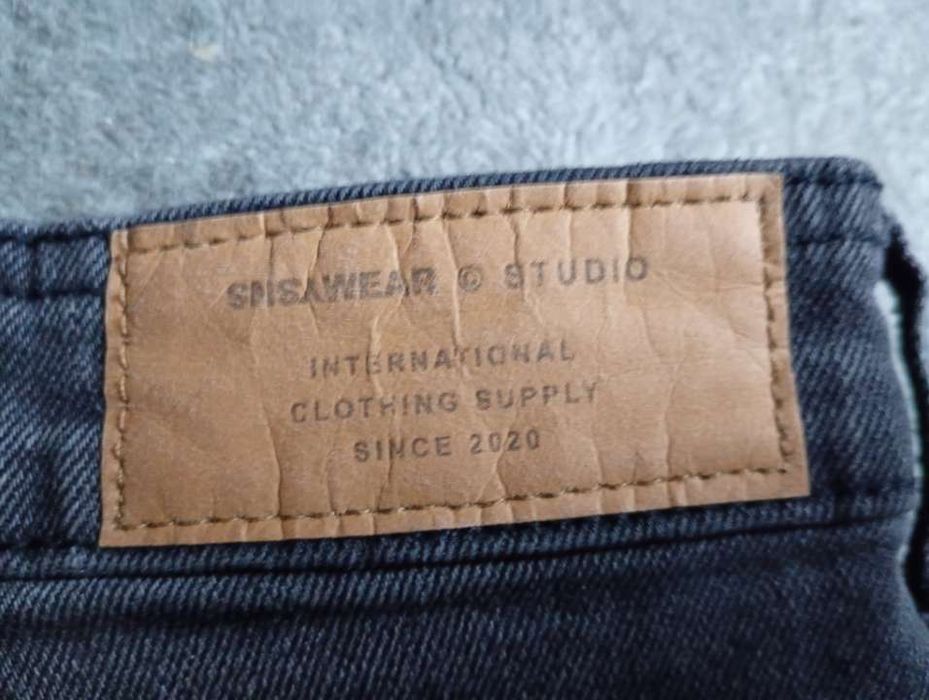 SNSAWEAR © STUDIO
INTERNATIONAL
CLOTHING SUPPLY
SINCE 2020